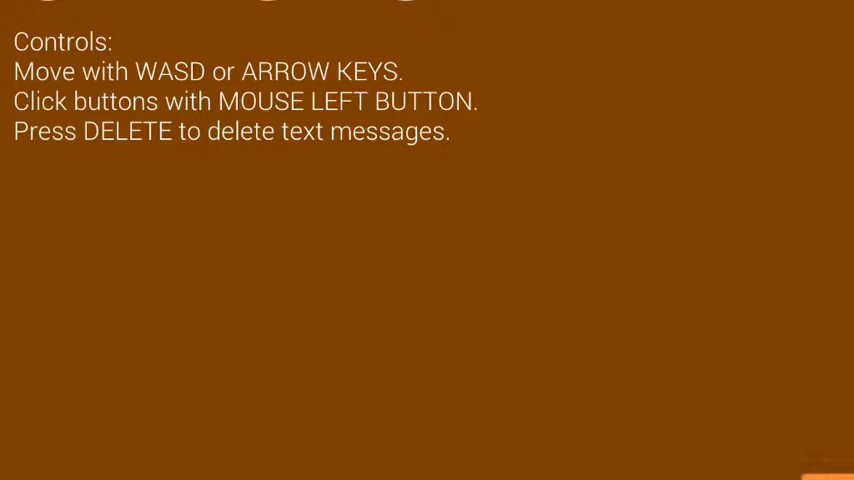 Controls:
Move with WASD or ARROW KEYS.
Click buttons with MOUSE LEFT BUTTON.
Press DELETE to delete text messages.